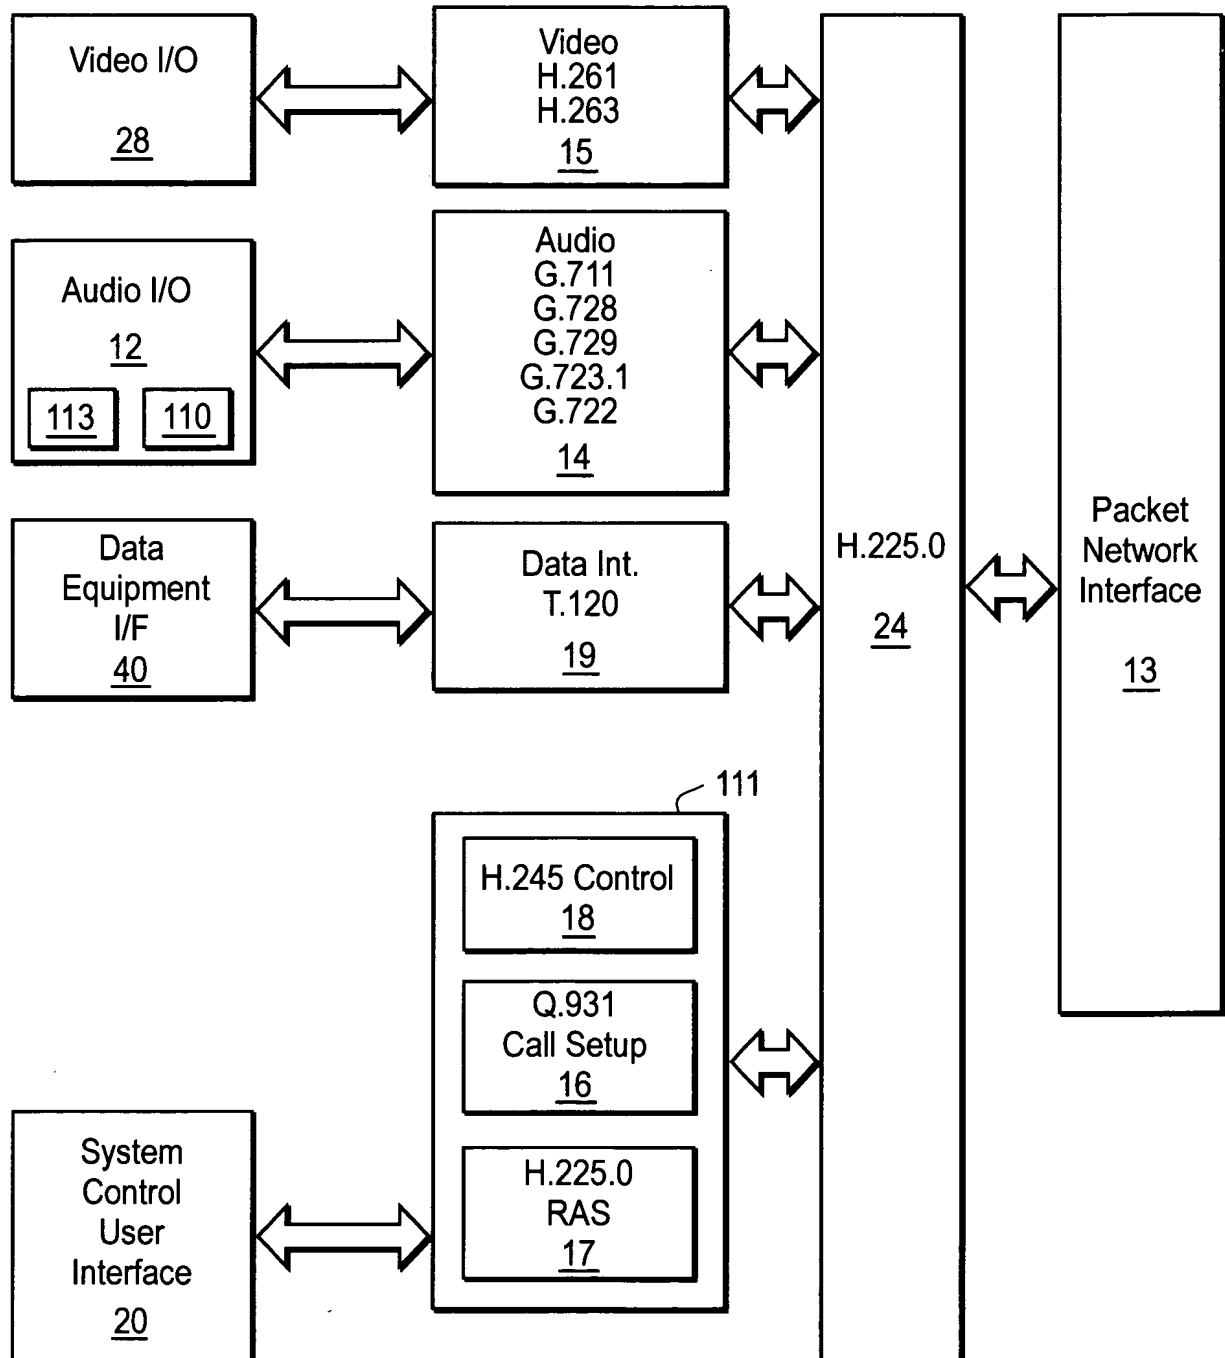 Video I/O
28
Video
H.261
H.263
15
Audio I/O
12
113
110
Audio
G.711
G.728
G.729
G.723.1
G.722
14
Data
Equipment
I/F
40
Data Int.
T.120
19
H.225.0
24
Packet
Network
Interface
13
111
H.245 Control
18
Q.931
Call Setup
16
H.225.0
RAS
17
System
Control
User
Interface
20